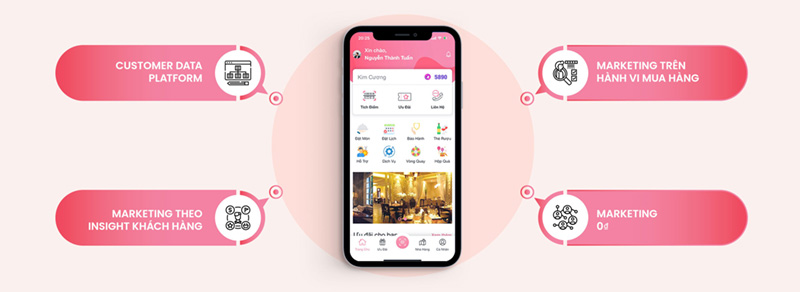 CUSTOMER DATA
PLATFORM
MARKETING THEO
INSIGHT KHÁCH HÀNG
20:25
Xin chào,
Nguyễn Thành Tuấn
Kim Cương
5890
Tích Điểm
Ưu Đãi
Liên Hệ
Đặt Món
Đặt Lịch
Bảo Hành
Thẻ Rượu
Hỗ Trợ
Dịch Vụ
Vòng Quay
Hộp Quà
Ưu đãi cho bạn
Trang Chủ
Ưu Đãi
Nhà Hàng
Cá Nhân
MARKETING TRÊN
HÀNH VI MUA HÀNG
MARKETING
0đ